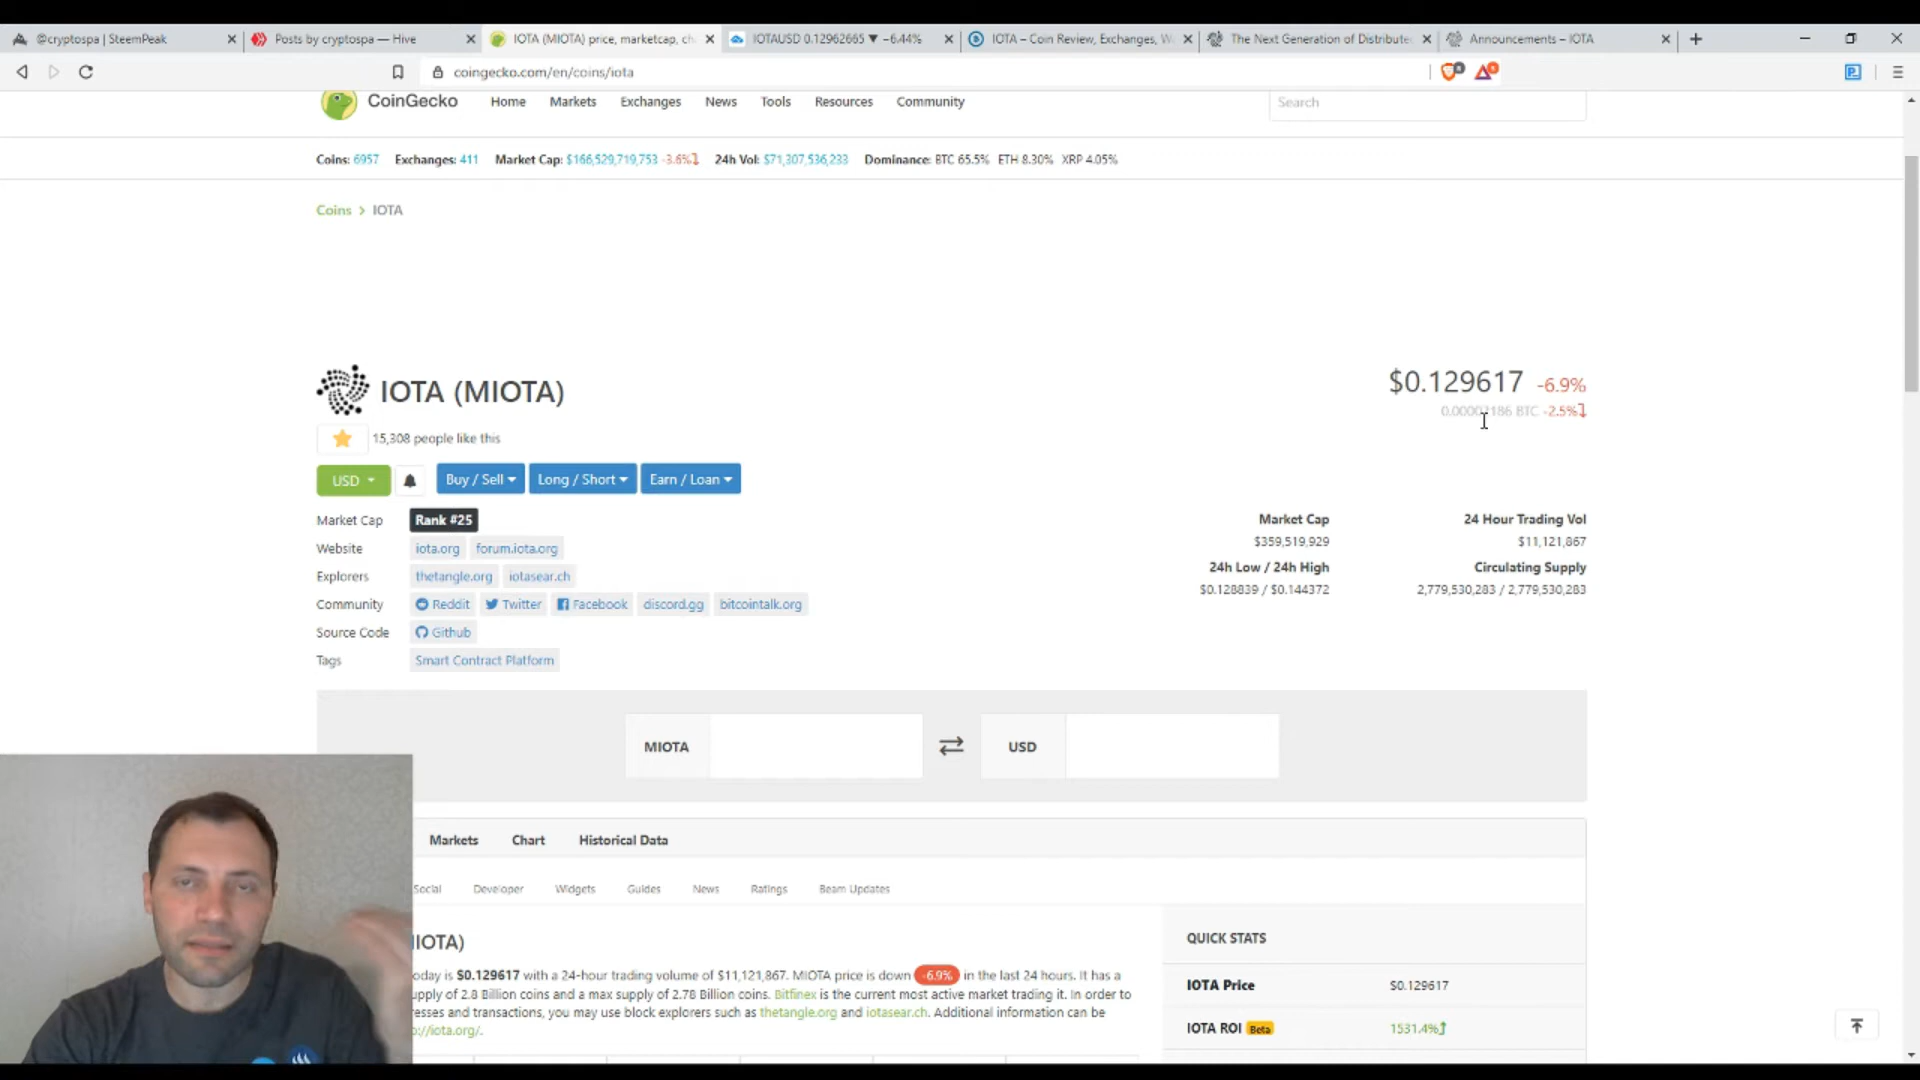 @cryptospa | SteemPeak
Posts by cryptospa — Hive
IOTA (MIOTA) price, marketcap, ch
IOTAUSD 0.12962665 ▼ −6.44%
IOTA – Coin Review, Exchanges, W
The Next Generation of Distribute
Announcements – IOTA
coingecko.com/en/coins/iota
CoinGecko
Home
Markets
Exchanges
News
Tools
Resources
Community
Search
Coins: 6957
Exchanges: 411
Market Cap: $166,529,719,753 -3.6%
24h Vol: $71,307,536,233
Dominance: BTC 65.5% ETH 8.30% XRP 4.05%
Coins > IOTA
IOTA (MIOTA)
$0.129617 -6.9%
BTC -2.5%
15,308 people like this
USD
Buy / Sell
Long / Short
Earn / Loan
Market Cap
Rank #25
Website
iota.org
forum.iota.org
Explorers
thetangle.org
iotasear.ch
Community
Reddit
Twitter
Facebook
discord.gg
bitcointalk.org
Source Code
Github
Tags
Smart Contract Platform
Market Cap
$359,519,929
24 Hour Trading Vol
$11,121,867
24h Low / 24h High
$0.128839 / $0.144372
Circulating Supply
2,779,530,283 / 2,779,530,283
MIOTA
USD
Markets
Chart
Historical Data
Social
Developer
Widgets
Guides
News
Ratings
Beam Updates
IOTA)
oday is $0.129617 with a 24-hour trading volume of $11,121,867. MIOTA price is down -6.9% in the last 24 hours. It has a
upply of 2.8 Billion coins and a max supply of 2.78 Billion coins. Bitfinex is the current most active market trading it. In order to
resses and transactions, you may use block explorers such as thetangle.org and iotasear.ch. Additional information can be
p://iota.org/.
QUICK STATS
IOTA Price
$0.129617
IOTA ROI Beta
1531.4%